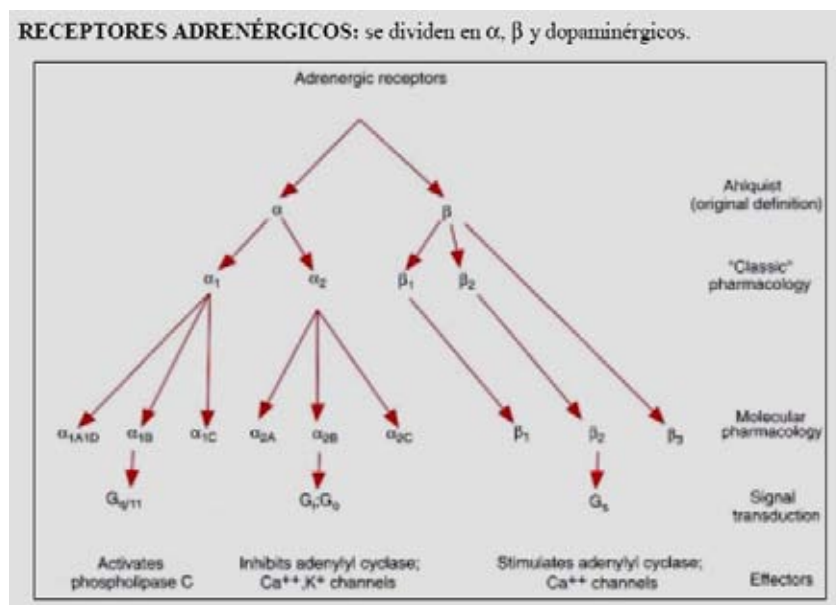 RECEPTORES ADRENÉRGICOS: se dividen en α, β y dopaminérgicos.
Adrenergic receptors
Ahlquist
(original definition)
α β
"Classic"
pharmacology
α1 α2 β1 β2
Molecular
pharmacology
α1A1D α1B α1C α2A α2B α2C β1 β2 β3
Signal
transduction
Gq/11 Gi;Go Gs
Activates
phospholipase C
Inhibits adenylyl cyclase;
Ca++,K+ channels
Stimulates adenylyl cyclase;
Ca++ channels
Effectors